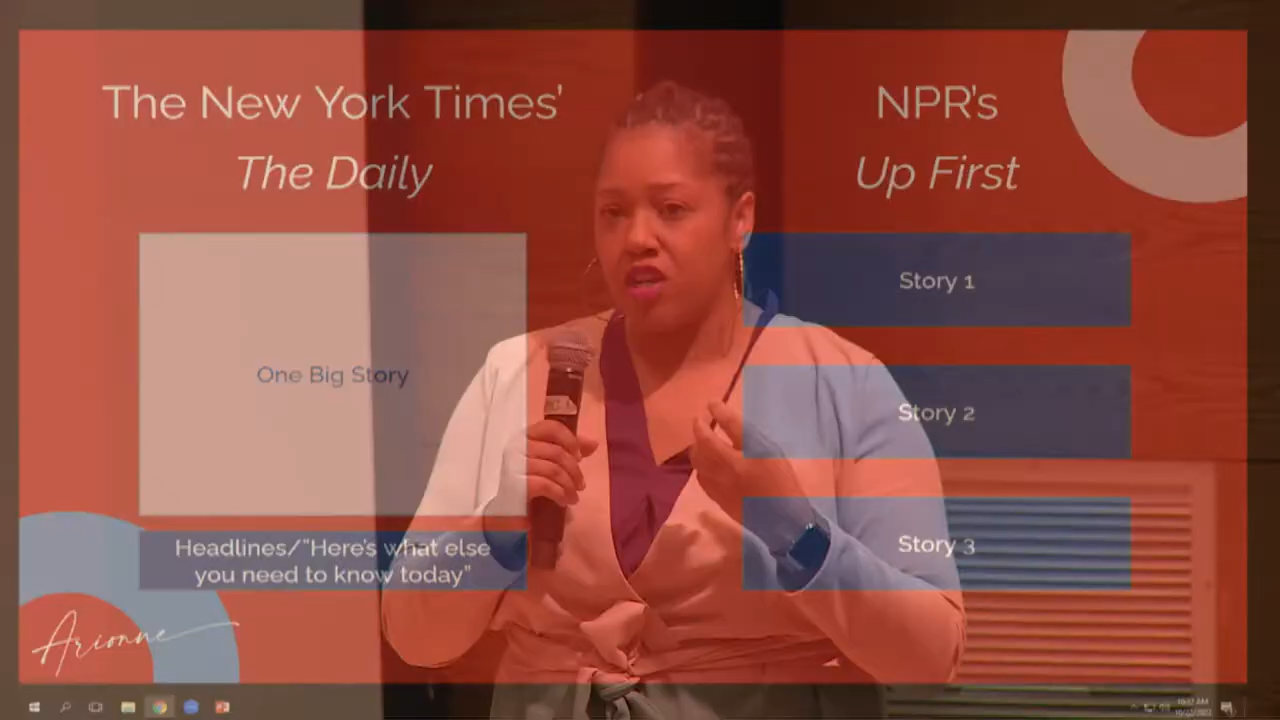 The New York Times'
The Daily
One Big Story
Headlines/"Here's what else
you need to know today"
NPR's
Up First
Story 1
Story 2
Story 3
Arionne